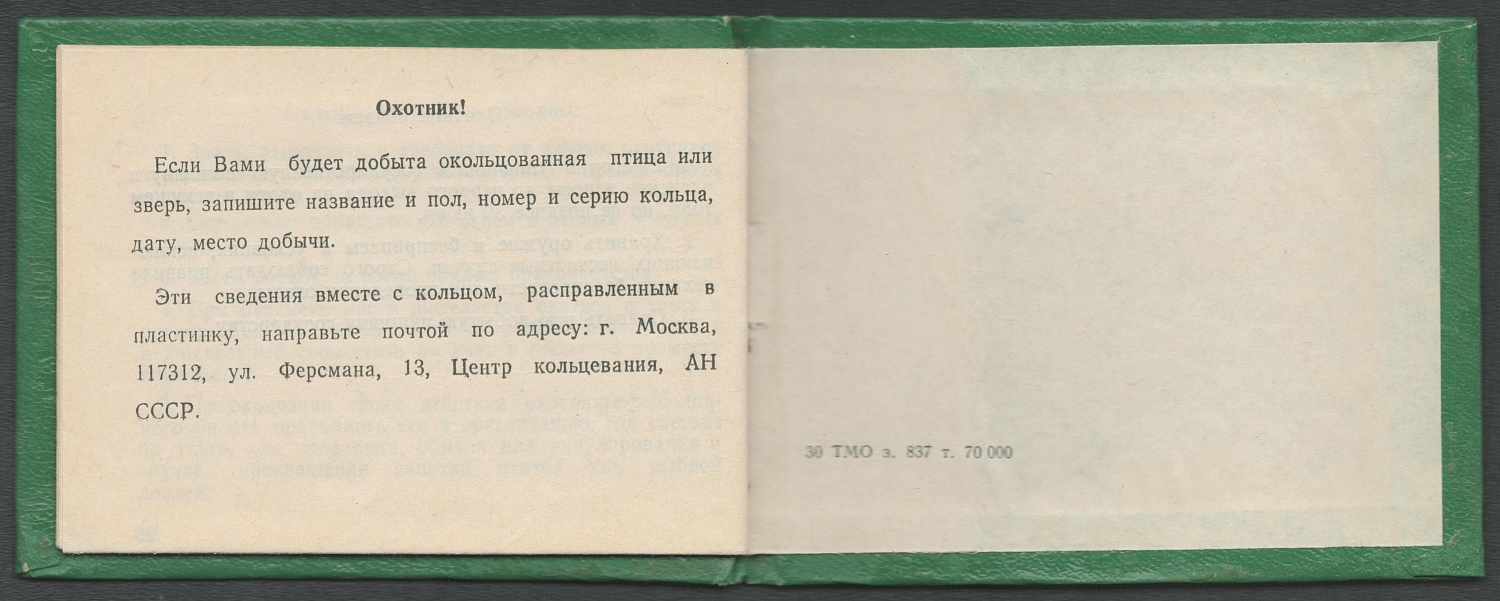 Охотник!
Если Вами будет добыта окольцованная птица или
зверь, запишите название и пол, номер и серию кольца,
дату, место добычи.
Эти сведения вместе с кольцом, расправленным в
пластинку, направьте почтой по адресу: г. Москва,
117312, ул. Ферсмана, 13, Центр кольцевания, АН
СССР.
30 ТМО з. 837 т. 70 000